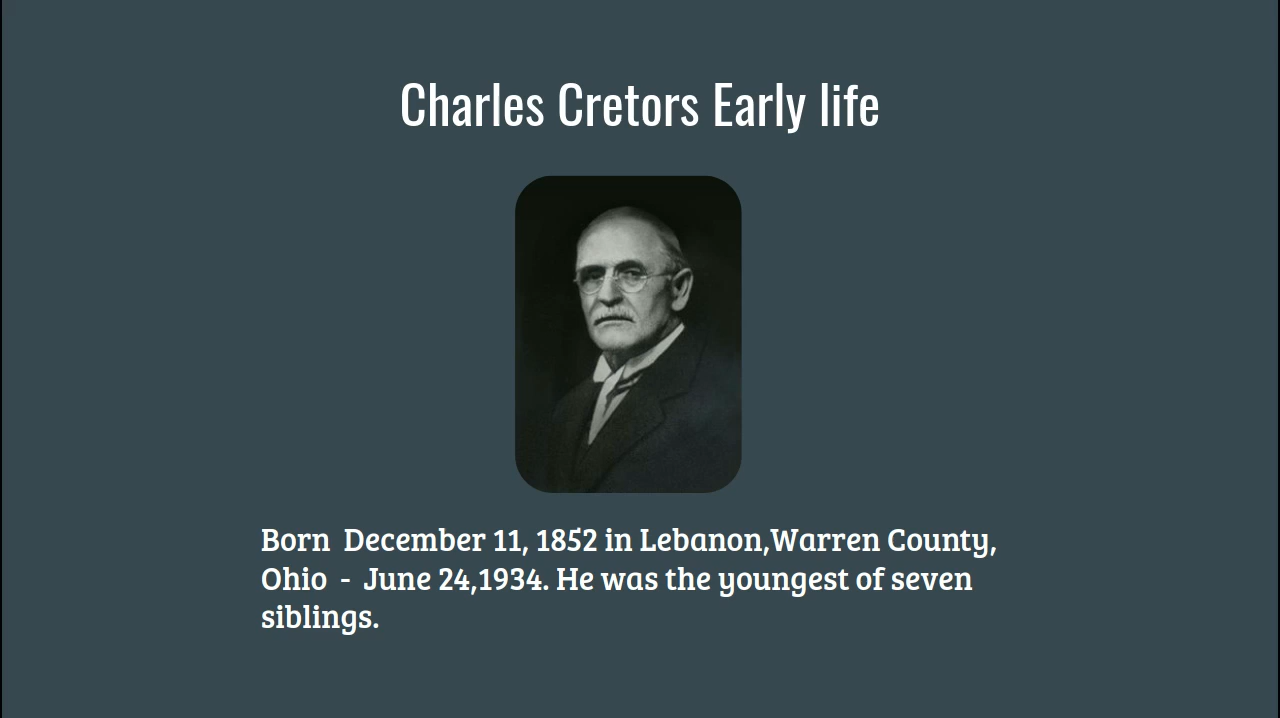 Charles Cretors Early life
Born  December 11, 1852 in Lebanon,Warren County,
Ohio  -  June 24,1934. He was the youngest of seven
siblings.